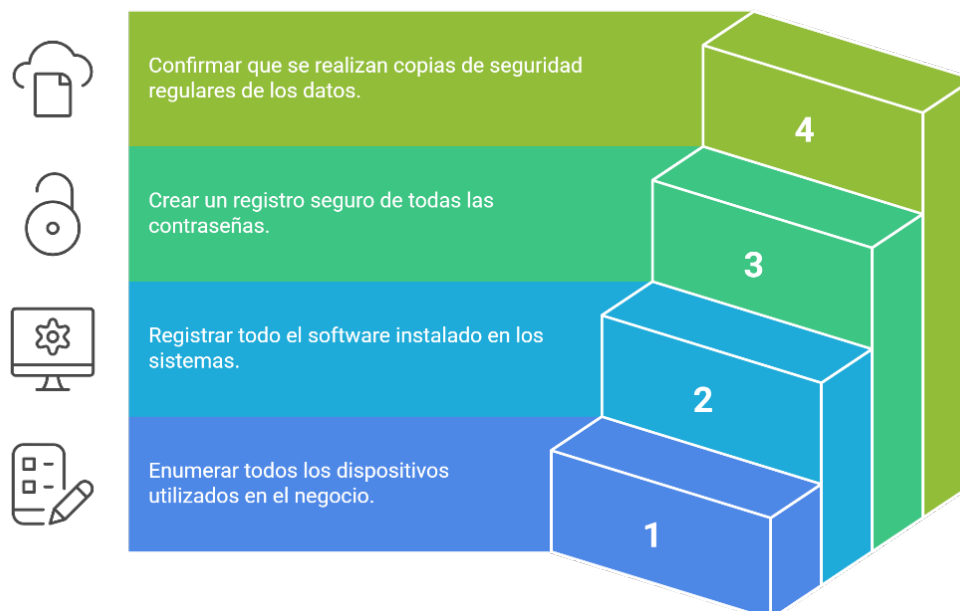 Confirmar que se realizan copias de seguridad
regulares de los datos.
4
Crear un registro seguro de todas las
contraseñas.
3
Registrar todo el software instalado en los
sistemas.
2
Enumerar todos los dispositivos
utilizados en el negocio.
1